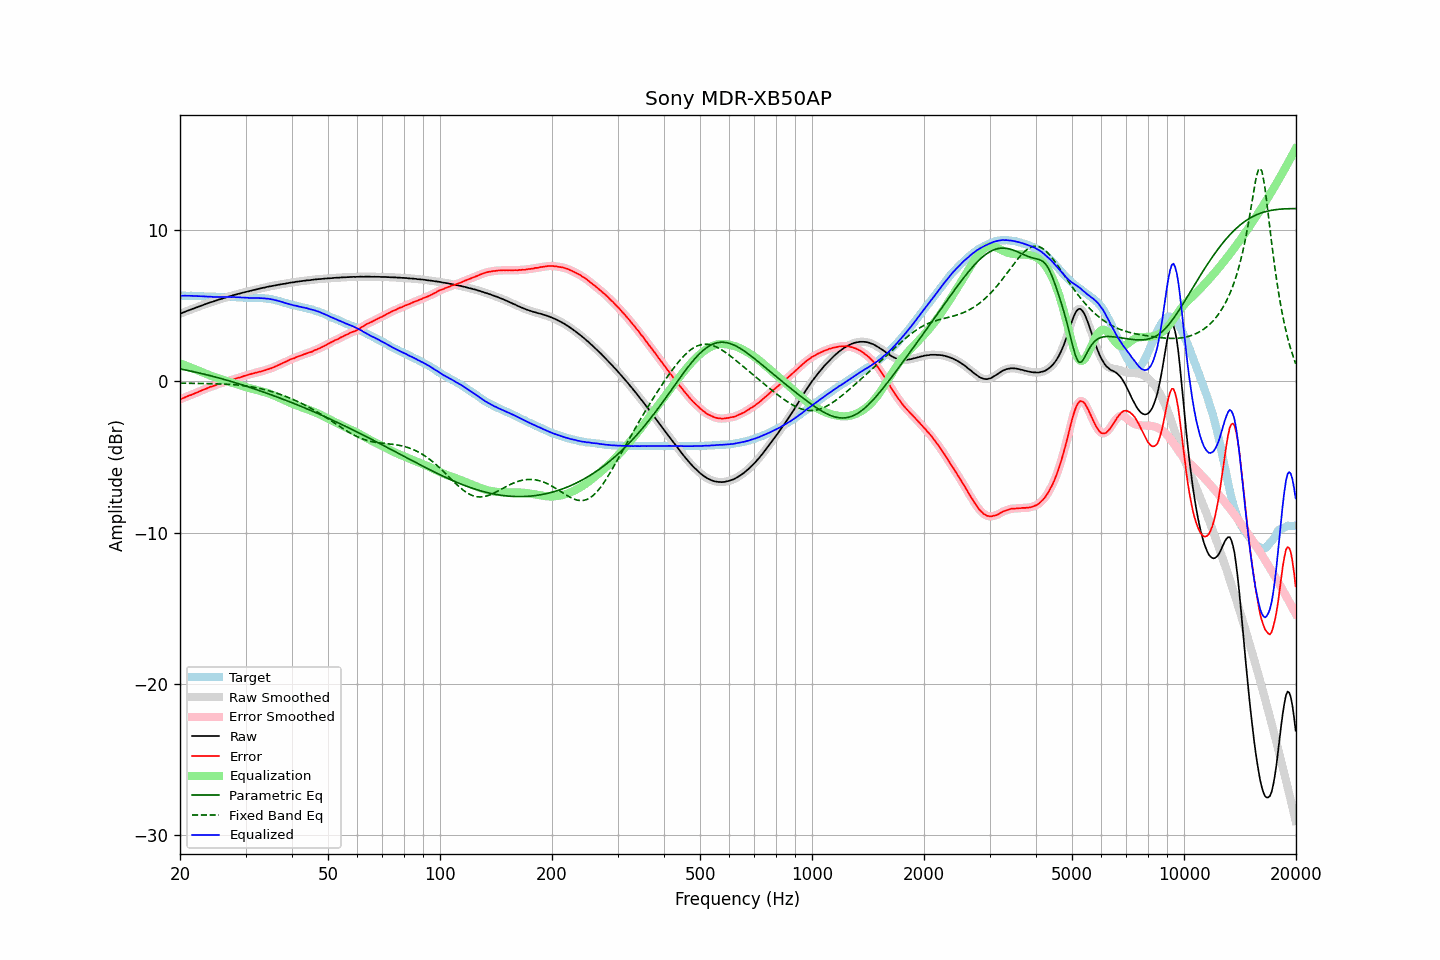 Sony MDR-XB50AP
Amplitude (dBr)
10
0
−10
−20
−30
Target
Raw Smoothed
Error Smoothed
Raw
Error
Equalization
Parametric Eq
Fixed Band Eq
Equalized
20 50 100 200 500 1000 2000 5000 10000 20000
Frequency (Hz)